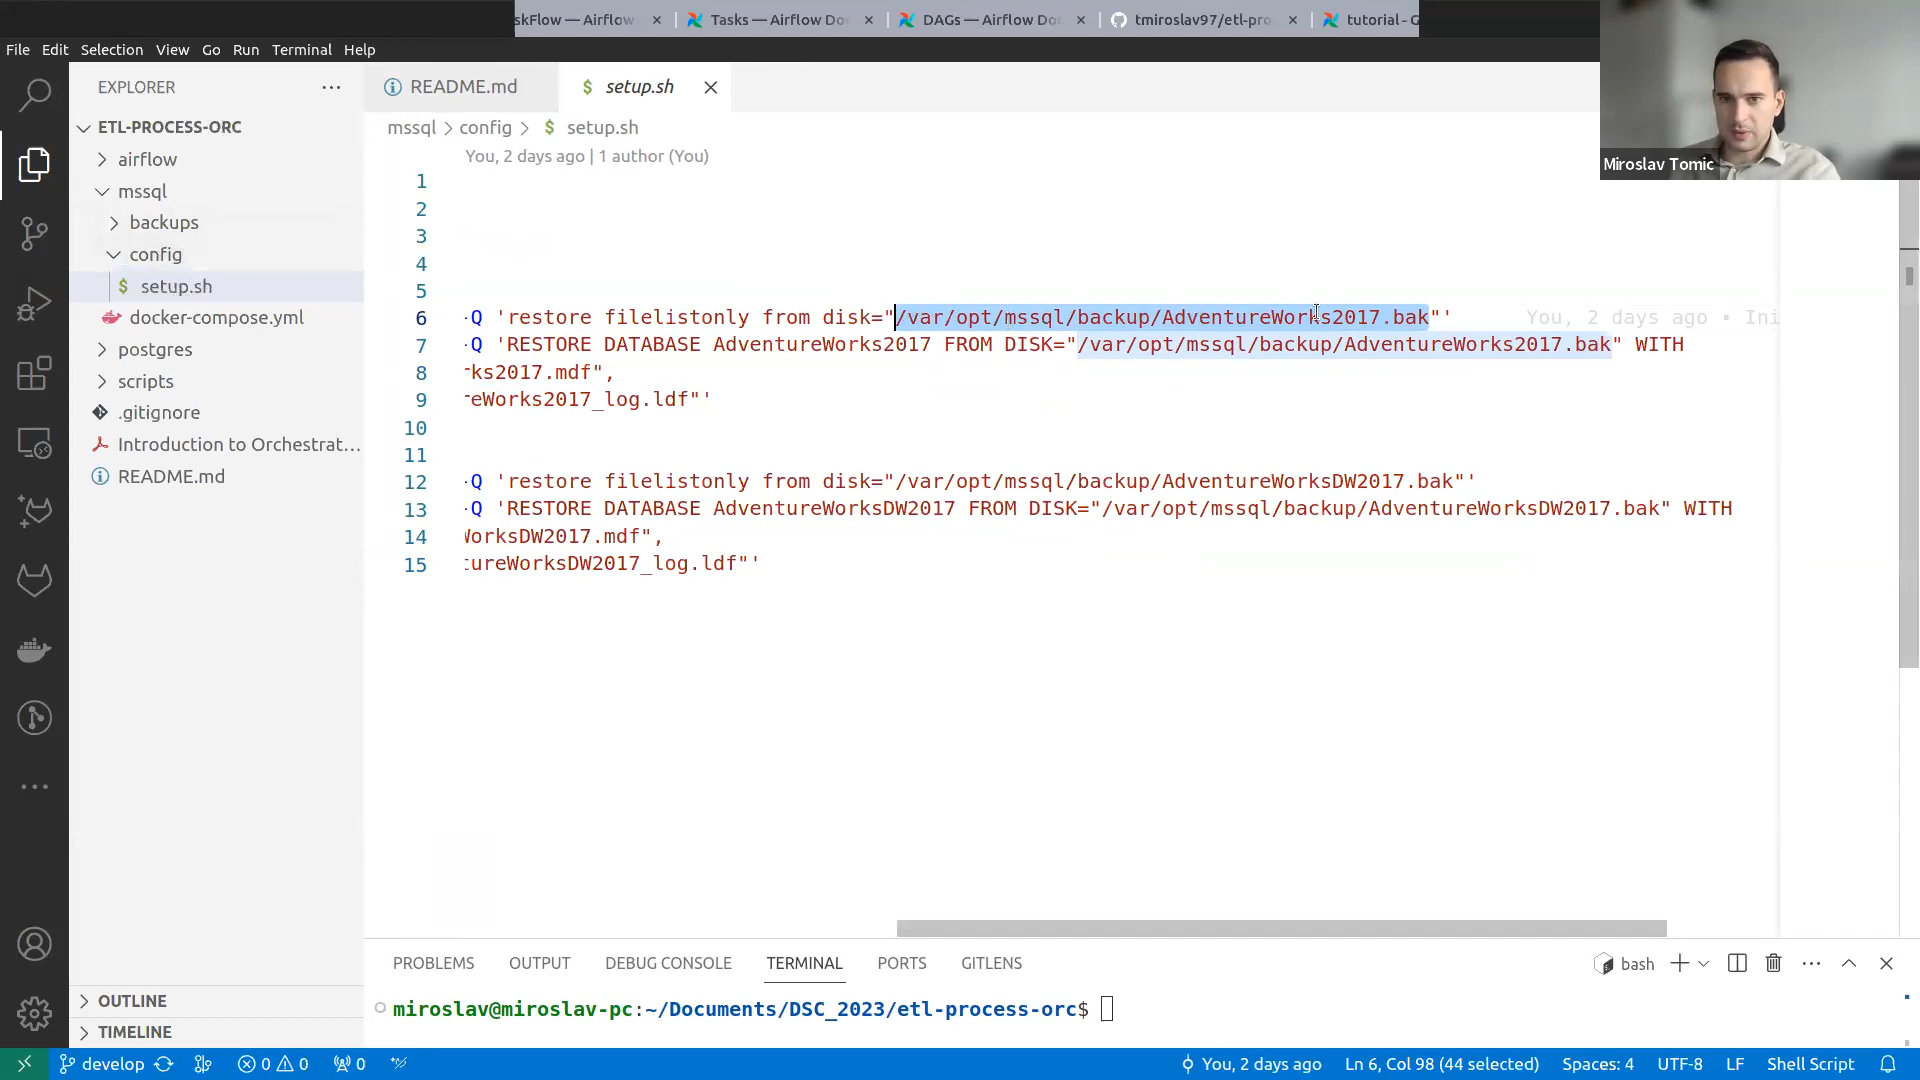 skFlow — Airflow
Tasks — Airflow Do
DAGs — Airflow Do
tmiroslav97/etl-pro
tutorial - G
File Edit Selection View Go Run Terminal Help
EXPLORER
README.md
setup.sh
ETL-PROCESS-ORC
mssql > config > $ setup.sh
airflow
You, 2 days ago | 1 author (You)
Miroslav Tomic
mssql
backups
config
setup.sh
docker-compose.yml
postgres
scripts
.gitignore
Introduction to Orchestrat...
README.md
1
2
3
4
5
6 -Q 'restore filelistonly from disk="/var/opt/mssql/backup/AdventureWorks2017.bak"' You, 2 days ago • Ini
7 -Q 'RESTORE DATABASE AdventureWorks2017 FROM DISK="/var/opt/mssql/backup/AdventureWorks2017.bak" WITH
8 rks2017.mdf",
9 reWorks2017_log.ldf"'
10
11
12 -Q 'restore filelistonly from disk="/var/opt/mssql/backup/AdventureWorksDW2017.bak"'
13 -Q 'RESTORE DATABASE AdventureWorksDW2017 FROM DISK="/var/opt/mssql/backup/AdventureWorksDW2017.bak" WITH
14 WorksDW2017.mdf",
15 tureWorksDW2017_log.ldf"'
PROBLEMS OUTPUT DEBUG CONSOLE TERMINAL PORTS GITLENS
bash
miroslav@miroslav-pc:~/Documents/DSC_2023/etl-process-orc$
OUTLINE
TIMELINE
develop 0 0 0 You, 2 days ago Ln 6, Col 98 (44 selected) Spaces: 4 UTF-8 LF Shell Script